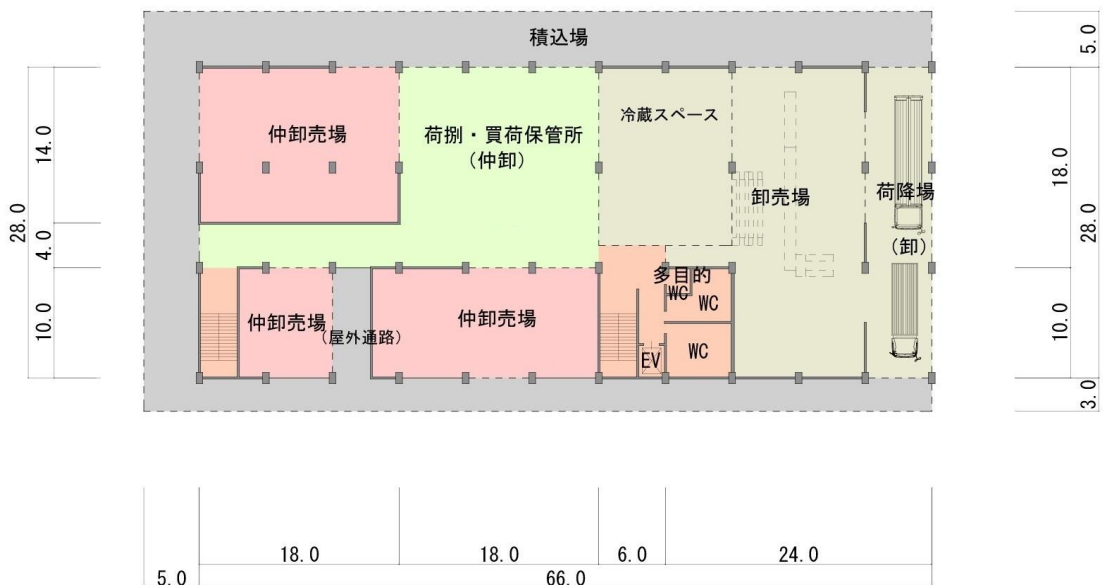 積込場
5.0
仲卸売場
荷捌・買荷保管所
（仲卸）
冷蔵スペース
卸売場
荷降場
（卸）
14.0
28.0
4.0
10.0
18.0
28.0
10.0
3.0
仲卸売場
（屋外通路）
仲卸売場
多目的
WC
WC
WC
EV
18.0
18.0
6.0
24.0
5.0
66.0